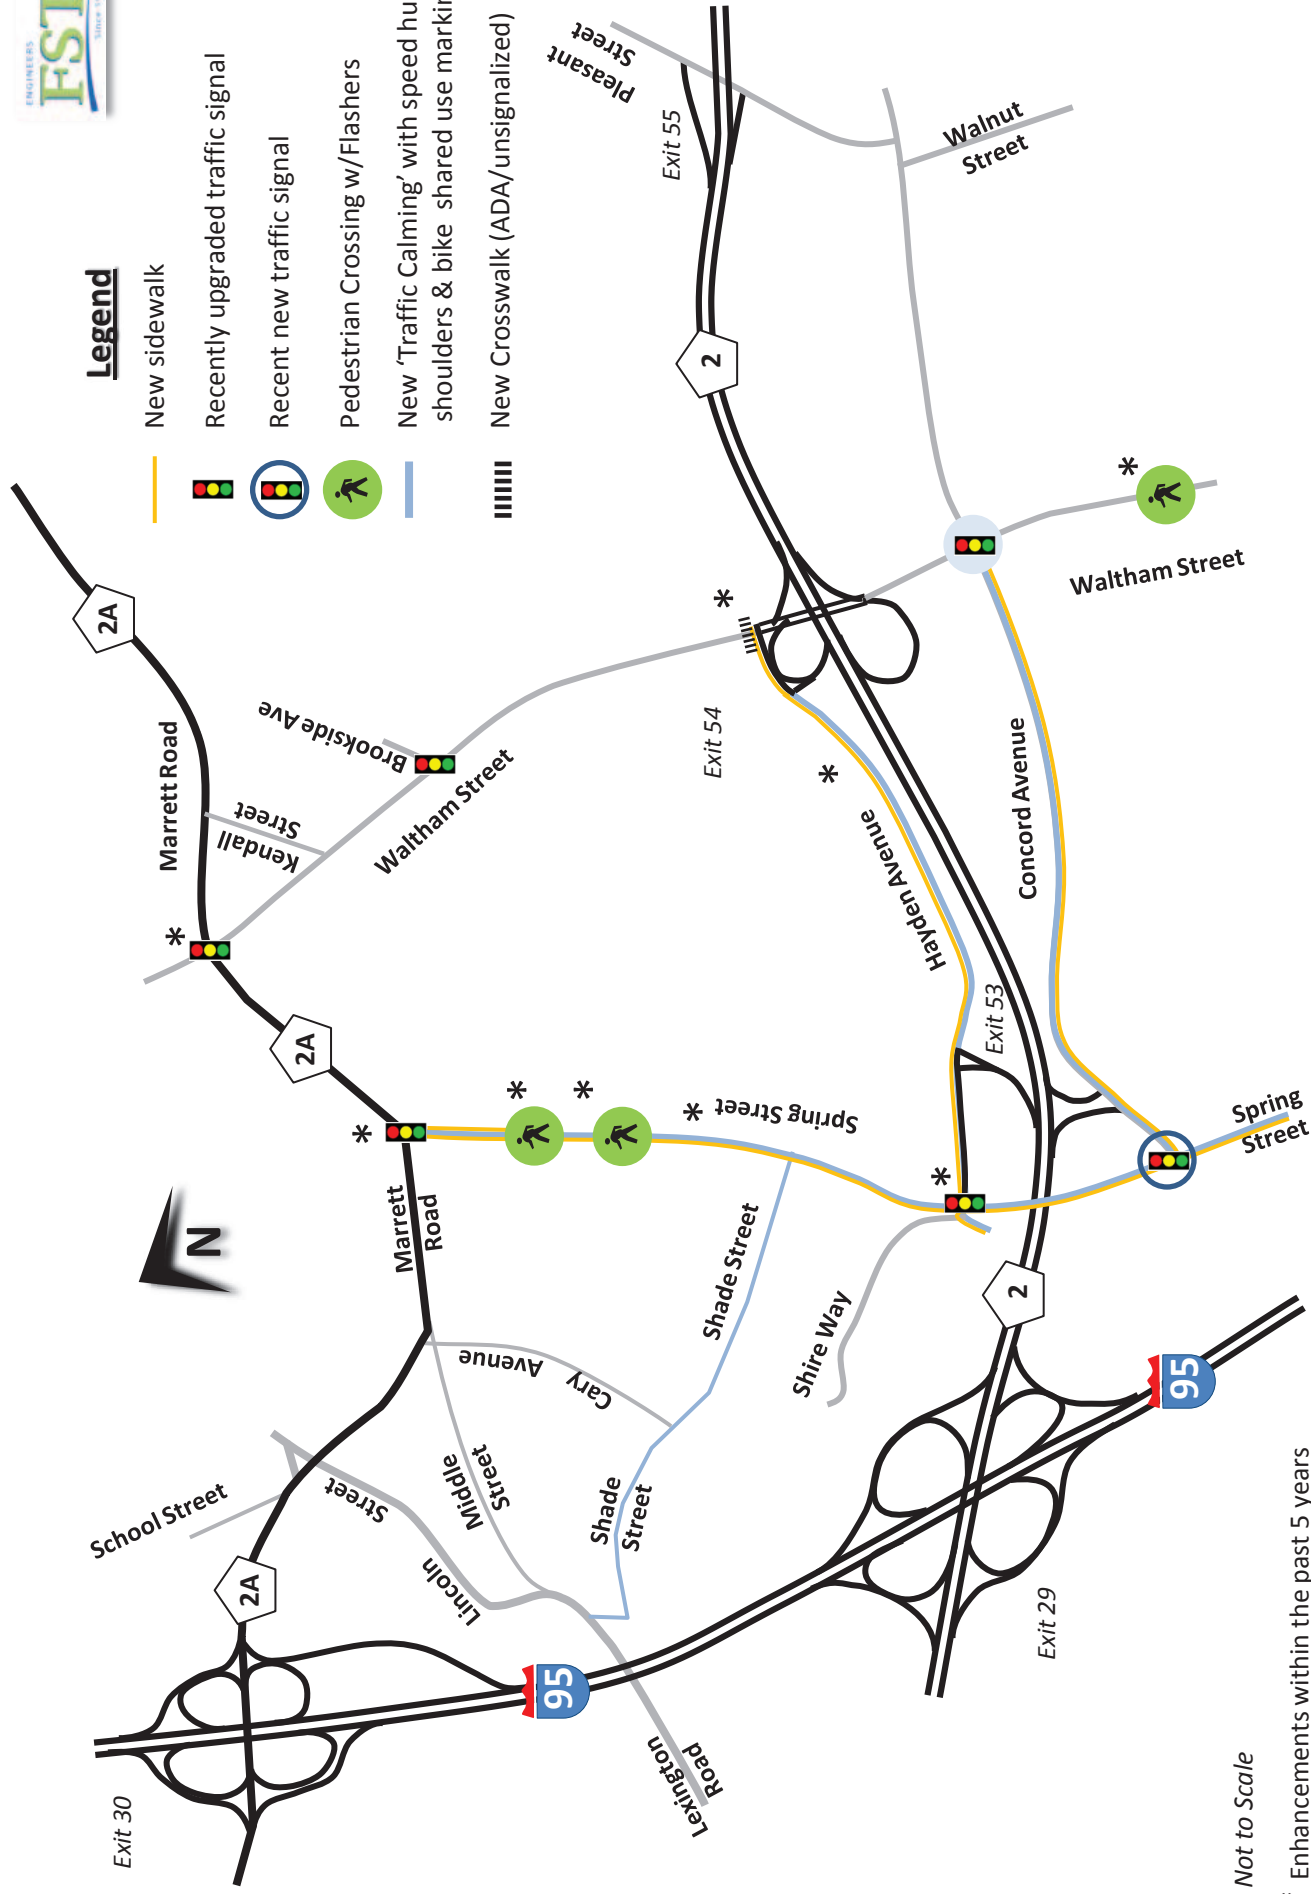 ENGINEERS
FST
Since
Legend
New sidewalk
Recently upgraded traffic signal
Recent new traffic signal
Pedestrian Crossing w/Flashers
New ‘Traffic Calming’ with speed hu
shoulders & bike shared use markin
New Crosswalk (ADA/unsignalized)
N
Exit 30
2A
School Street
Lincoln
Street
Middle
Street
Cary
Avenue
Marrett
Road
2A
Marrett Road
2A
Kendall
Street
Brookside Ave
Waltham Street
Lexington
Road
95
Shade
Street
Shade Street
Shire Way
Spring Street
Hayden Avenue
Exit 54
Exit 55
Pleasant
Street
Walnut
Street
2
Exit 53
Concord Avenue
Waltham Street
2
95
Exit 29
Spring
Street
Not to Scale
Enhancements within the past 5 years